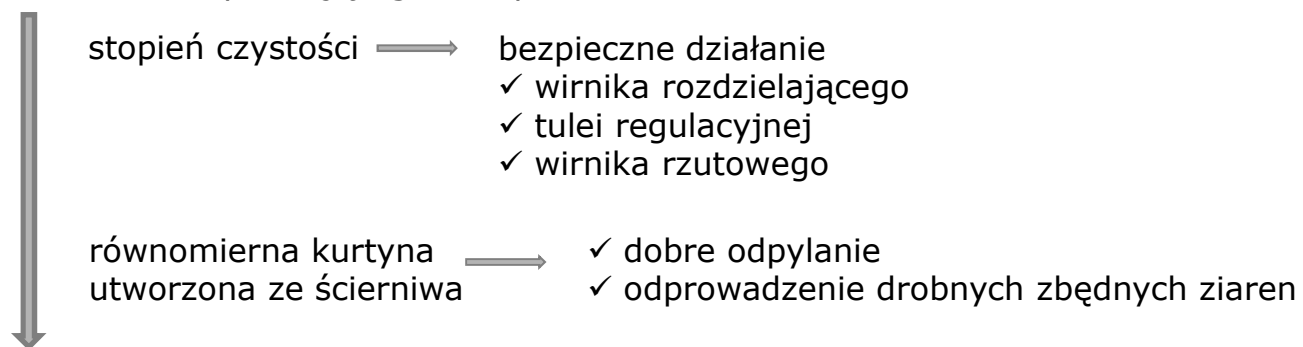 stopień czystości
bezpieczne działanie
✓ wirnika rozdzielającego
✓ tulei regulacyjnej
✓ wirnika rzutowego
równomierna kurtyna
utworzona ze ścierniwa
✓ dobre odpylanie
✓ odprowadzenie drobnych zbędnych ziaren